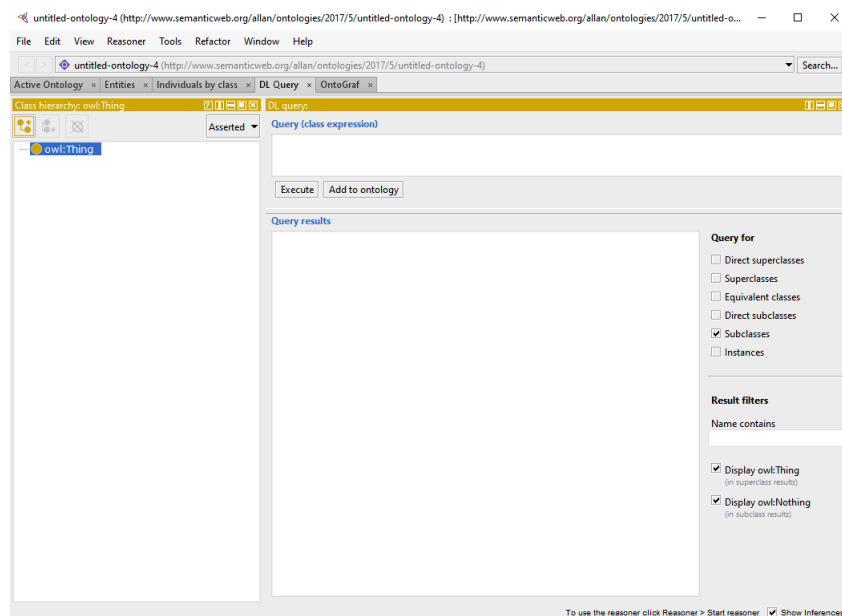 untitled-ontology-4 (http://www.semanticweb.org/allan/ontologies/2017/5/untitled-ontology-4) : [http://www.semanticweb.org/allan/ontologies/2017/5/untitled-o...
File Edit View Reasoner Tools Refactor Window Help
untitled-ontology-4 (http://www.semanticweb.org/allan/ontologies/2017/5/untitled-ontology-4)
Search...
Active Ontology × Entities × Individuals by class × DL Query × OntoGraf ×
Class hierarchy: owl:Thing
DL query:
Asserted
owl:Thing
Query (class expression)
Execute Add to ontology
Query results
Query for
Direct superclasses
Superclasses
Equivalent classes
Direct subclasses
Subclasses
Instances
Result filters
Name contains
Display owl:Thing
(in superclass results)
Display owl:Nothing
(in subclass results)
To use the reasoner click Reasoner > Start reasoner Show Inferences